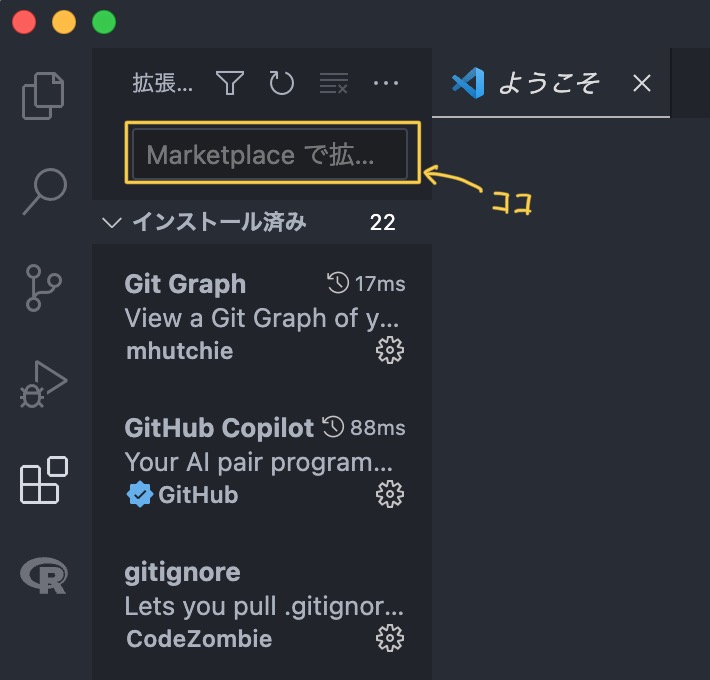 拡張...
ようこそ
Marketplace で拡...
ココ
インストール済み 22
Git Graph 17ms
View a Git Graph of y...
mhutchie
GitHub Copilot 88ms
Your AI pair program...
GitHub
gitignore
Lets you pull .gitignor...
CodeZombie
R